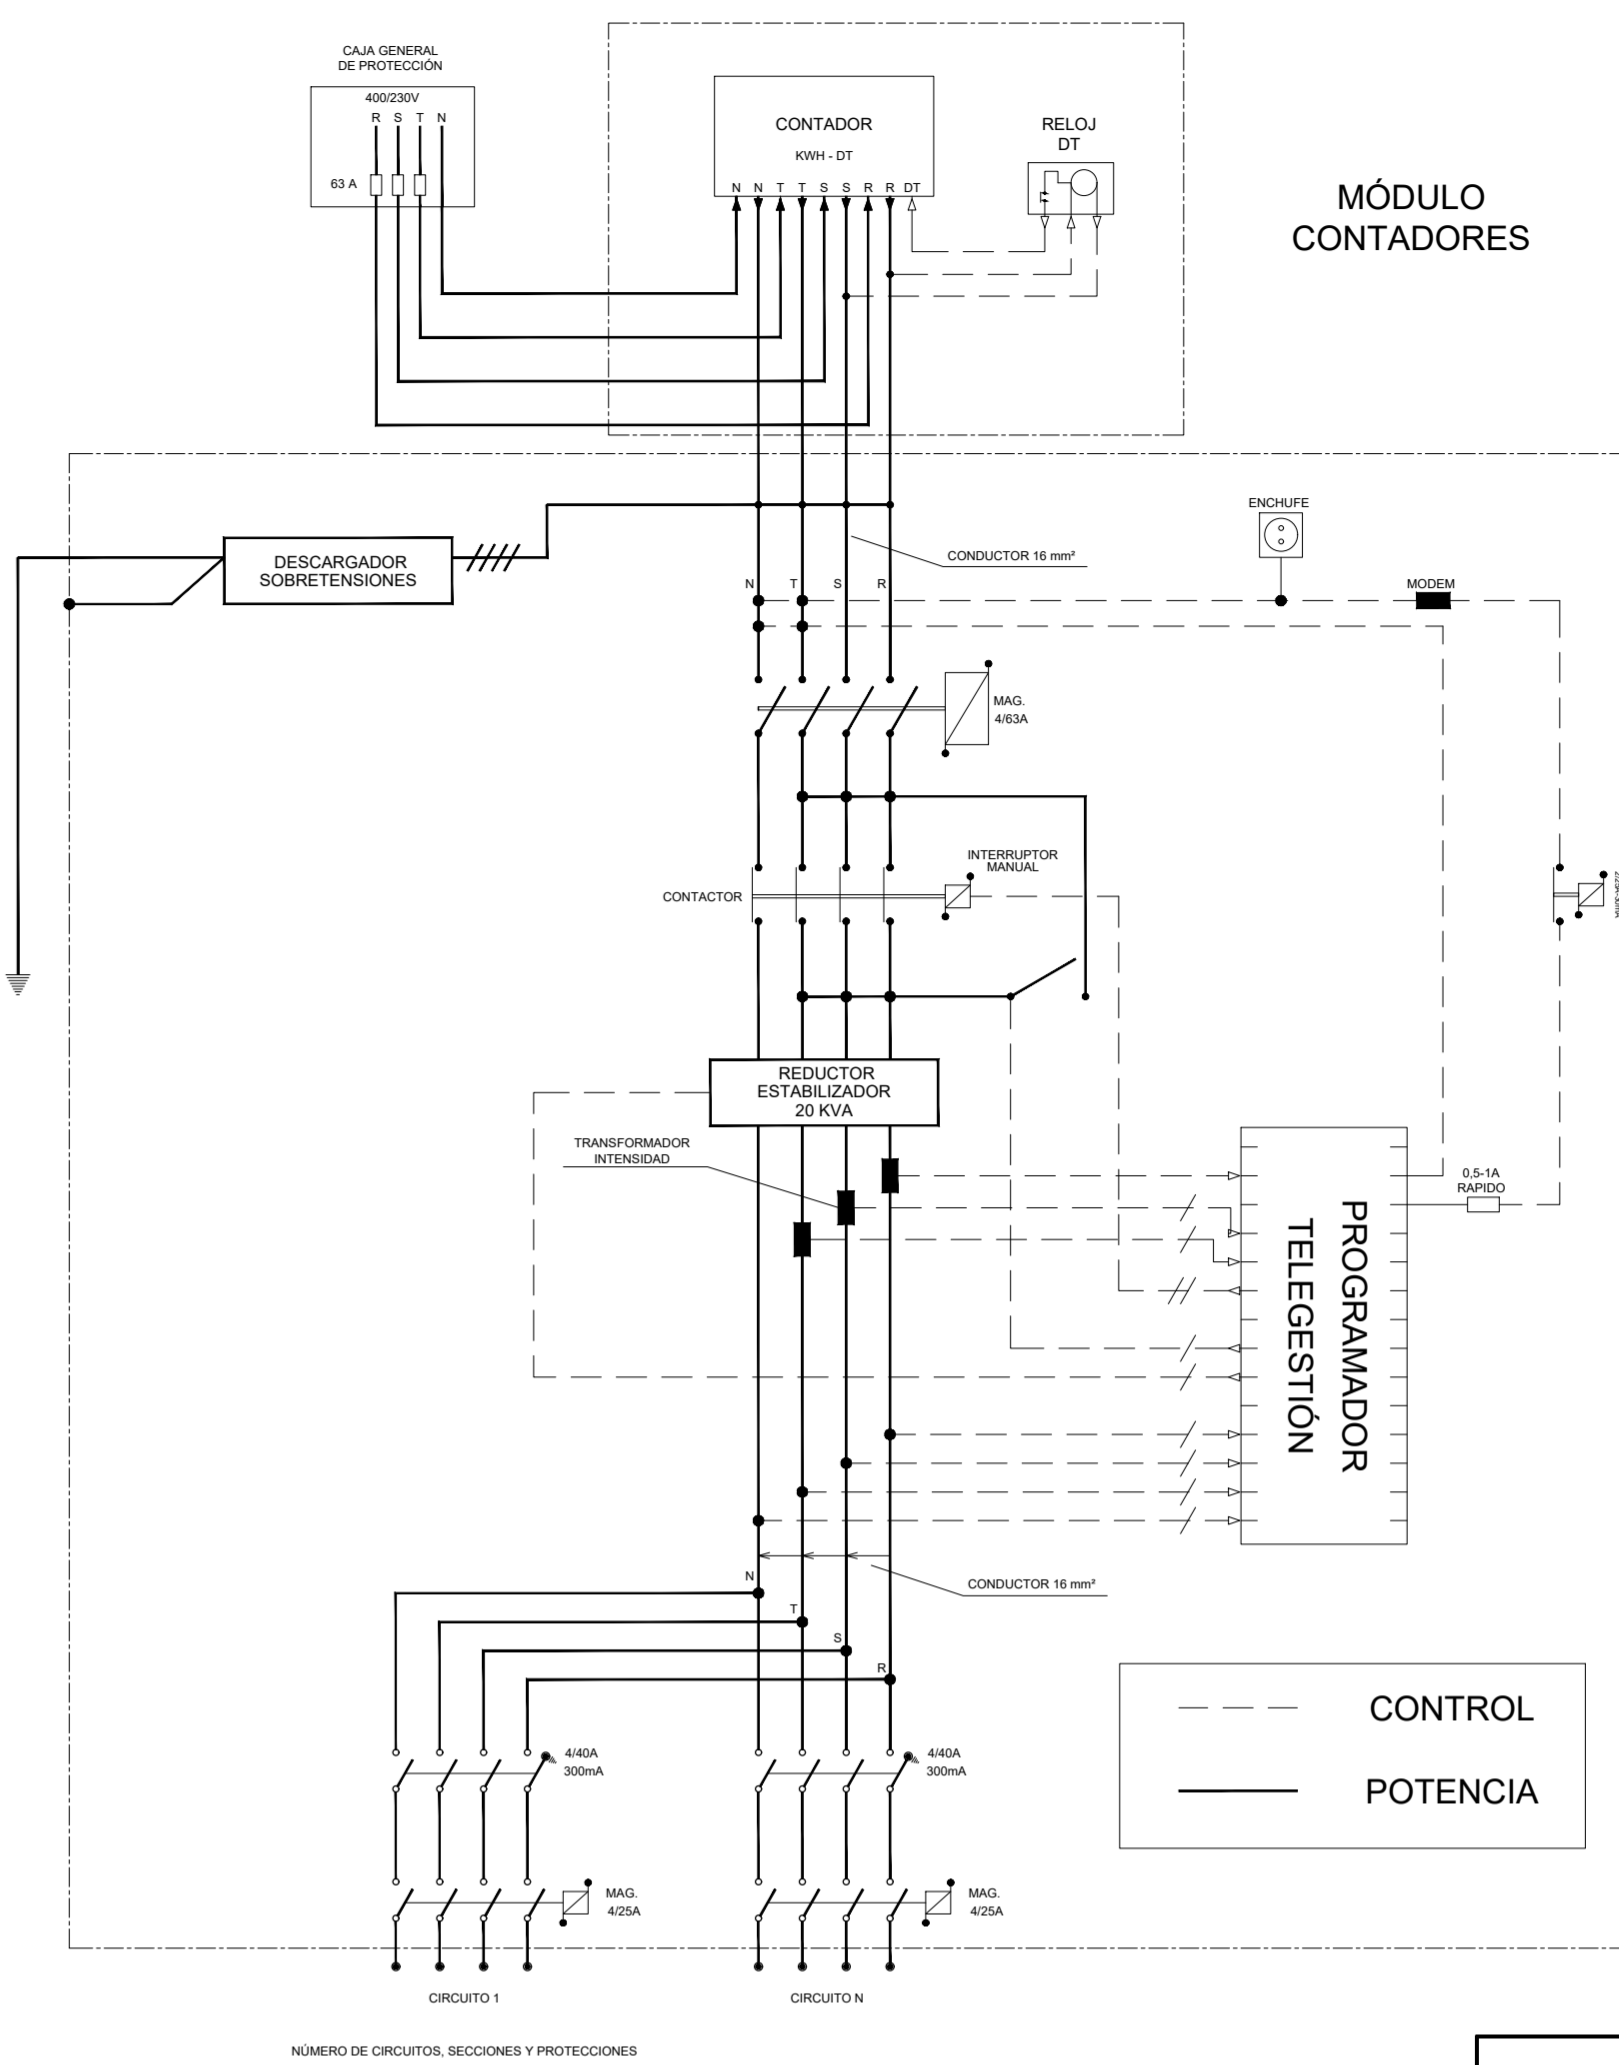 CAJA GENERAL
DE PROTECCIÓN
400/230V
R S T N
63 A
CONTADOR
KWH - DT
N N T T S S R R DT
RELOJ
DT
MÓDULO
CONTADORES
ENCHUFE
DESCARGADOR
SOBRETENSIONES
CONDUCTOR 16 mm²
MODEM
N T S R
MAG.
4/63A
INTERRUPTOR
MANUAL
CONTACTOR
REDUCTOR
ESTABILIZADOR
20 KVA
TRANSFORMADOR
INTENSIDAD
0,5-1A
RAPIDO
PROGRAMADOR
TELEGESTIÓN
CONDUCTOR 16 mm²
N
T
S
R
CONTROL
POTENCIA
4/40A
300mA
4/40A
300mA
MAG.
4/25A
MAG.
4/25A
CIRCUITO 1
CIRCUITO N
NÚMERO DE CIRCUITOS, SECCIONES Y PROTECCIONES